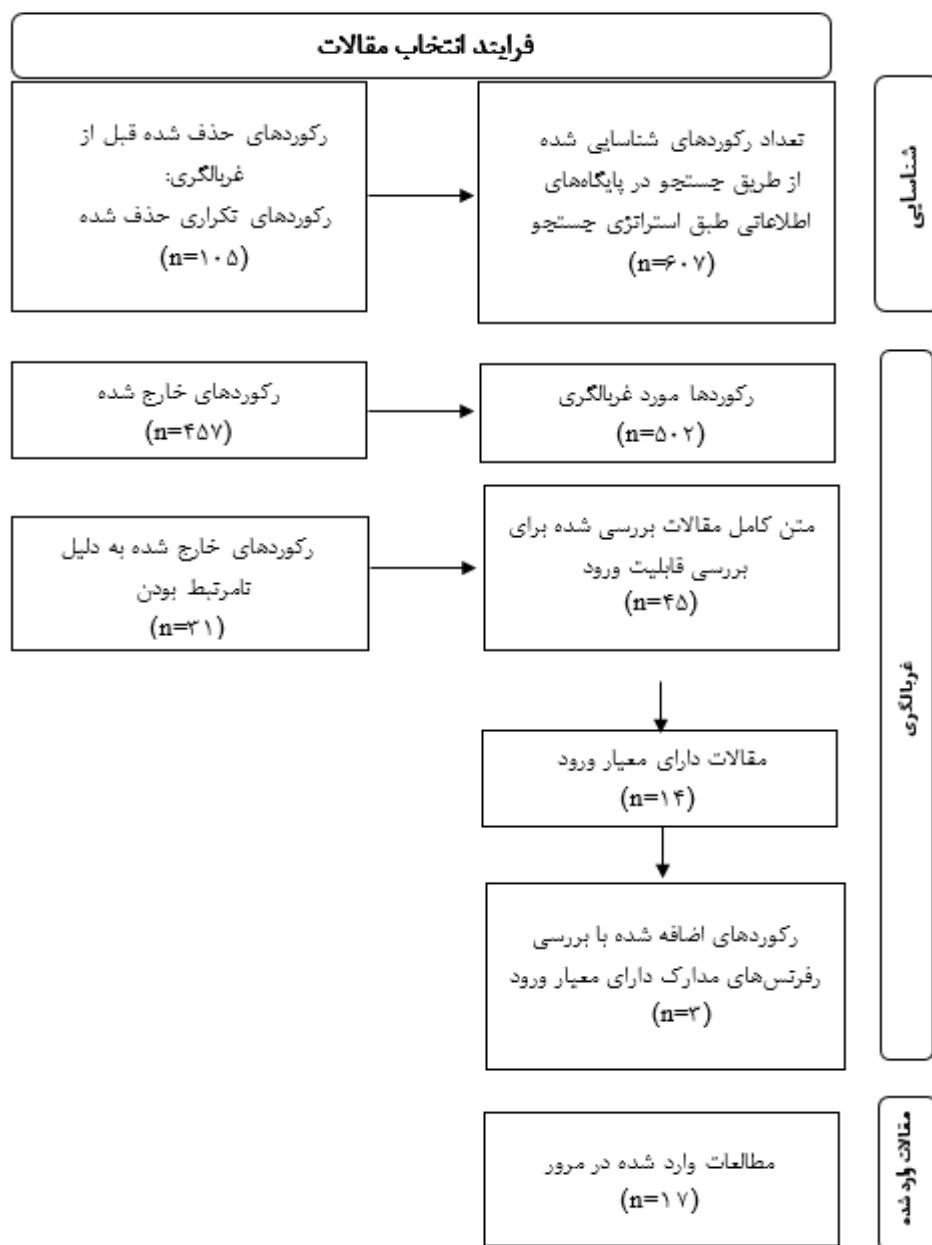 فرایند انتخاب مقالات
شناسایی
تعداد رکوردهای شناسایی شده
از طریق جستجو در پایگاه‌های
اطلاعاتی طبق استراتژی جستجو
(n=۶۰۷)
رکوردهای حذف شده قبل از
غربالگری:
رکوردهای تکراری حذف شده
(n=۱۰۵)
غربالگری
رکوردها مورد غربالگری
(n=۵۰۲)
رکوردهای خارج شده
(n=۴۵۷)
متن کامل مقالات بررسی شده برای
بررسی قابلیت ورود
(n=۴۵)
رکوردهای خارج شده به دلیل
نامرتبط بودن
(n=۳۱)
مقالات دارای معیار ورود
(n=۱۴)
رکوردهای اضافه شده با بررسی
رفرنس‌های مدارک دارای معیار ورود
(n=۳)
مقالات وارد شده
مطالعات وارد شده در مرور
(n=۱۷)